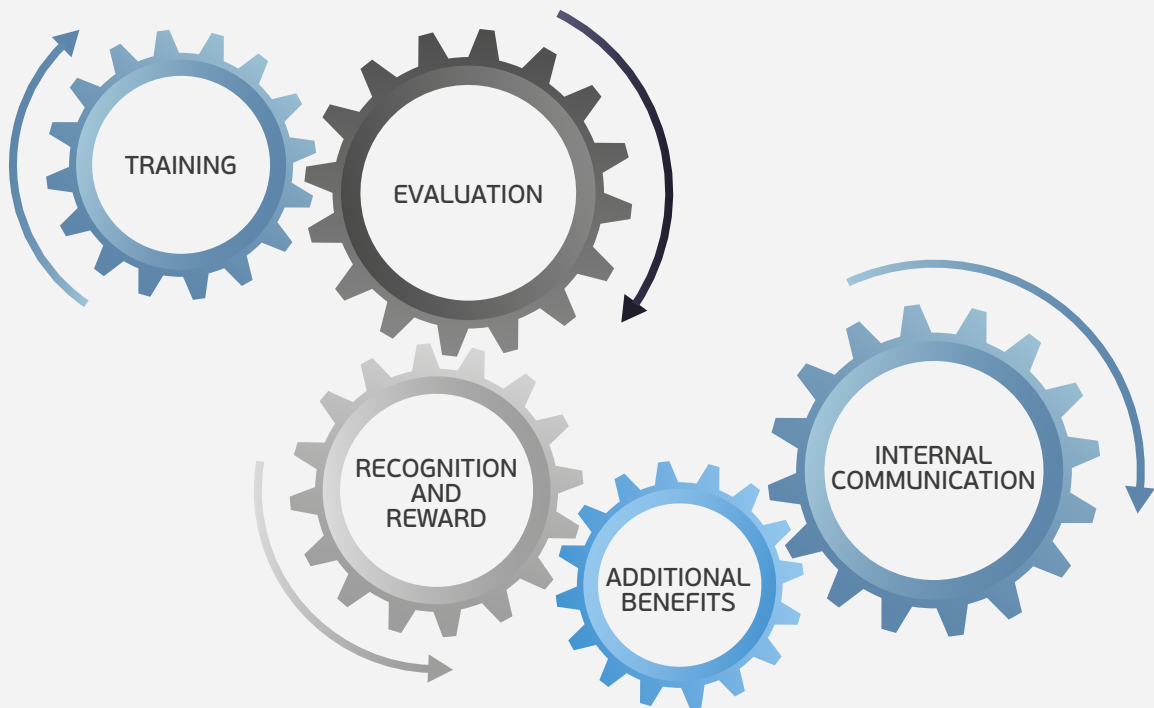 TRAINING
EVALUATION
RECOGNITION
AND
REWARD
INTERNAL
COMMUNICATION
ADDITIONAL
BENEFITS